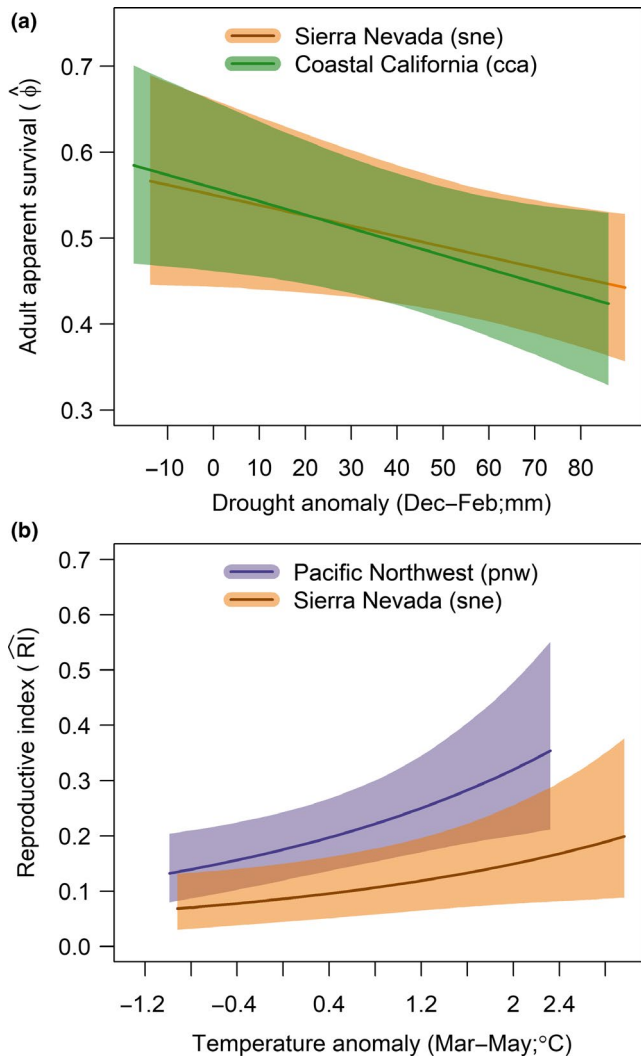 (a)
Sierra Nevada (sne)
Coastal California (cca)
0.7
0.6
0.5
0.4
0.3
Adult apparent survival ( ϕ̂ )
−10 0 10 20 30 40 50 60 70 80
Drought anomaly (Dec−Feb;mm)
(b)
Pacific Northwest (pnw)
Sierra Nevada (sne)
0.7
0.6
0.5
0.4
0.3
0.2
0.1
0.0
Reproductive index ( R̂I )
−1.2 −0.4 0.4 1.2 2 2.4
Temperature anomaly (Mar−May;°C)